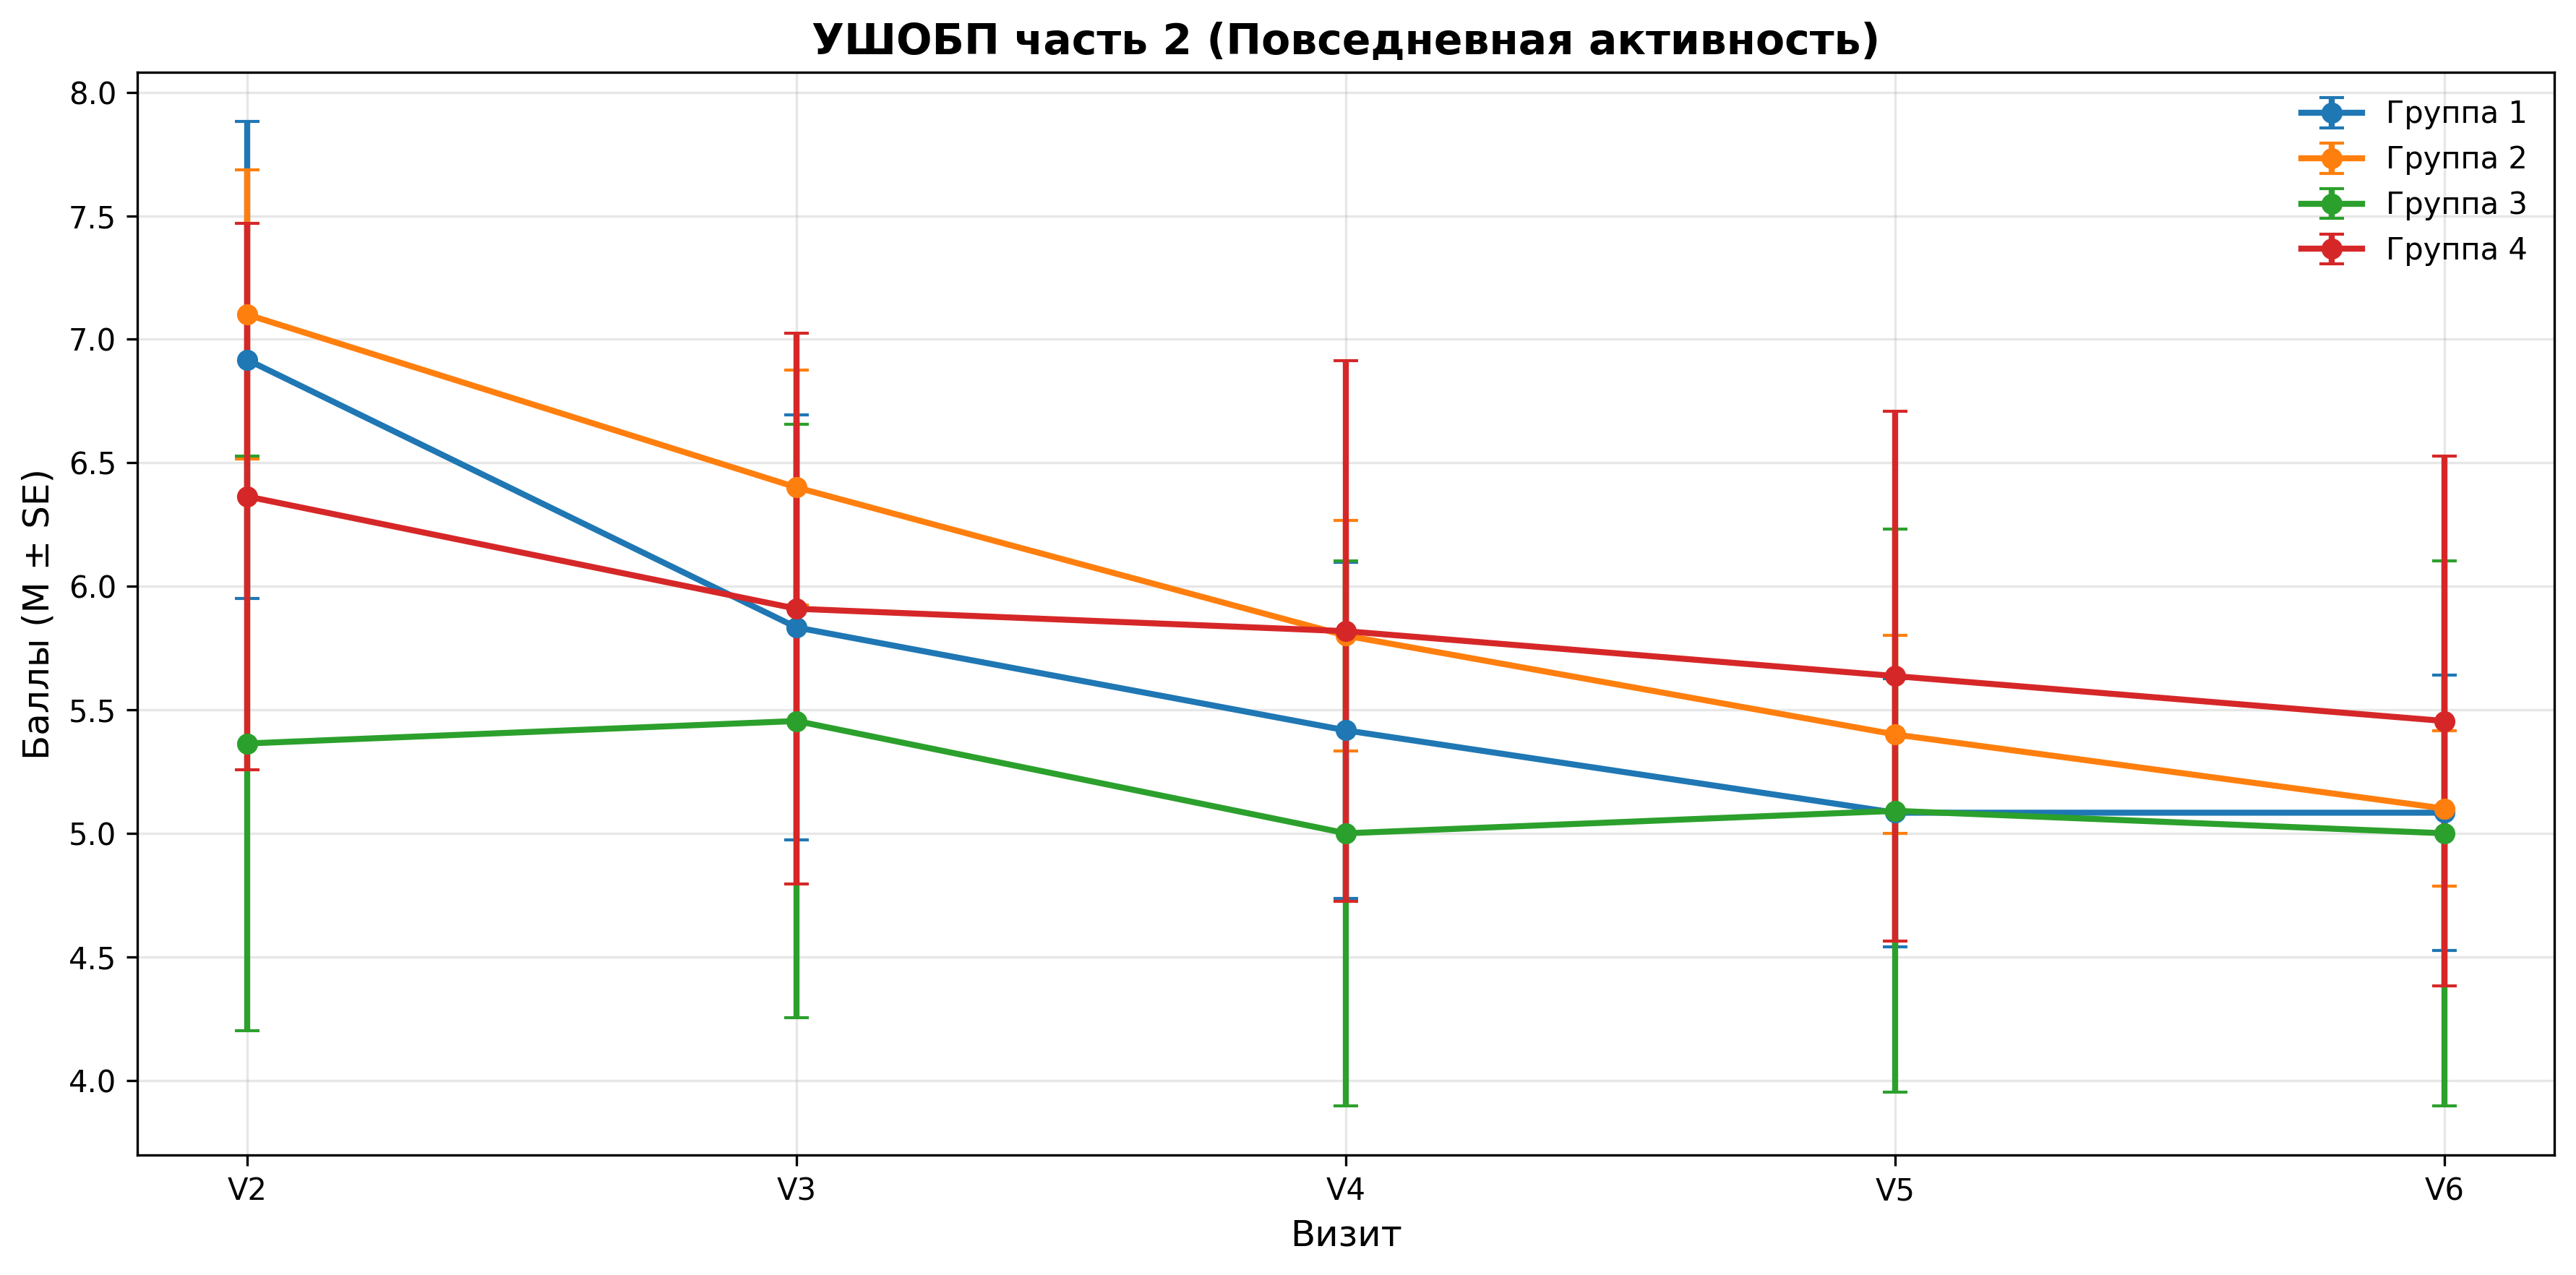 УШОБП часть 2 (Повседневная активность)
8.0
7.5
7.0
6.5
6.0
5.5
5.0
4.5
4.0
Баллы (M ± SE)
Группа 1
Группа 2
Группа 3
Группа 4
V2
V3
V4
V5
V6
Визит